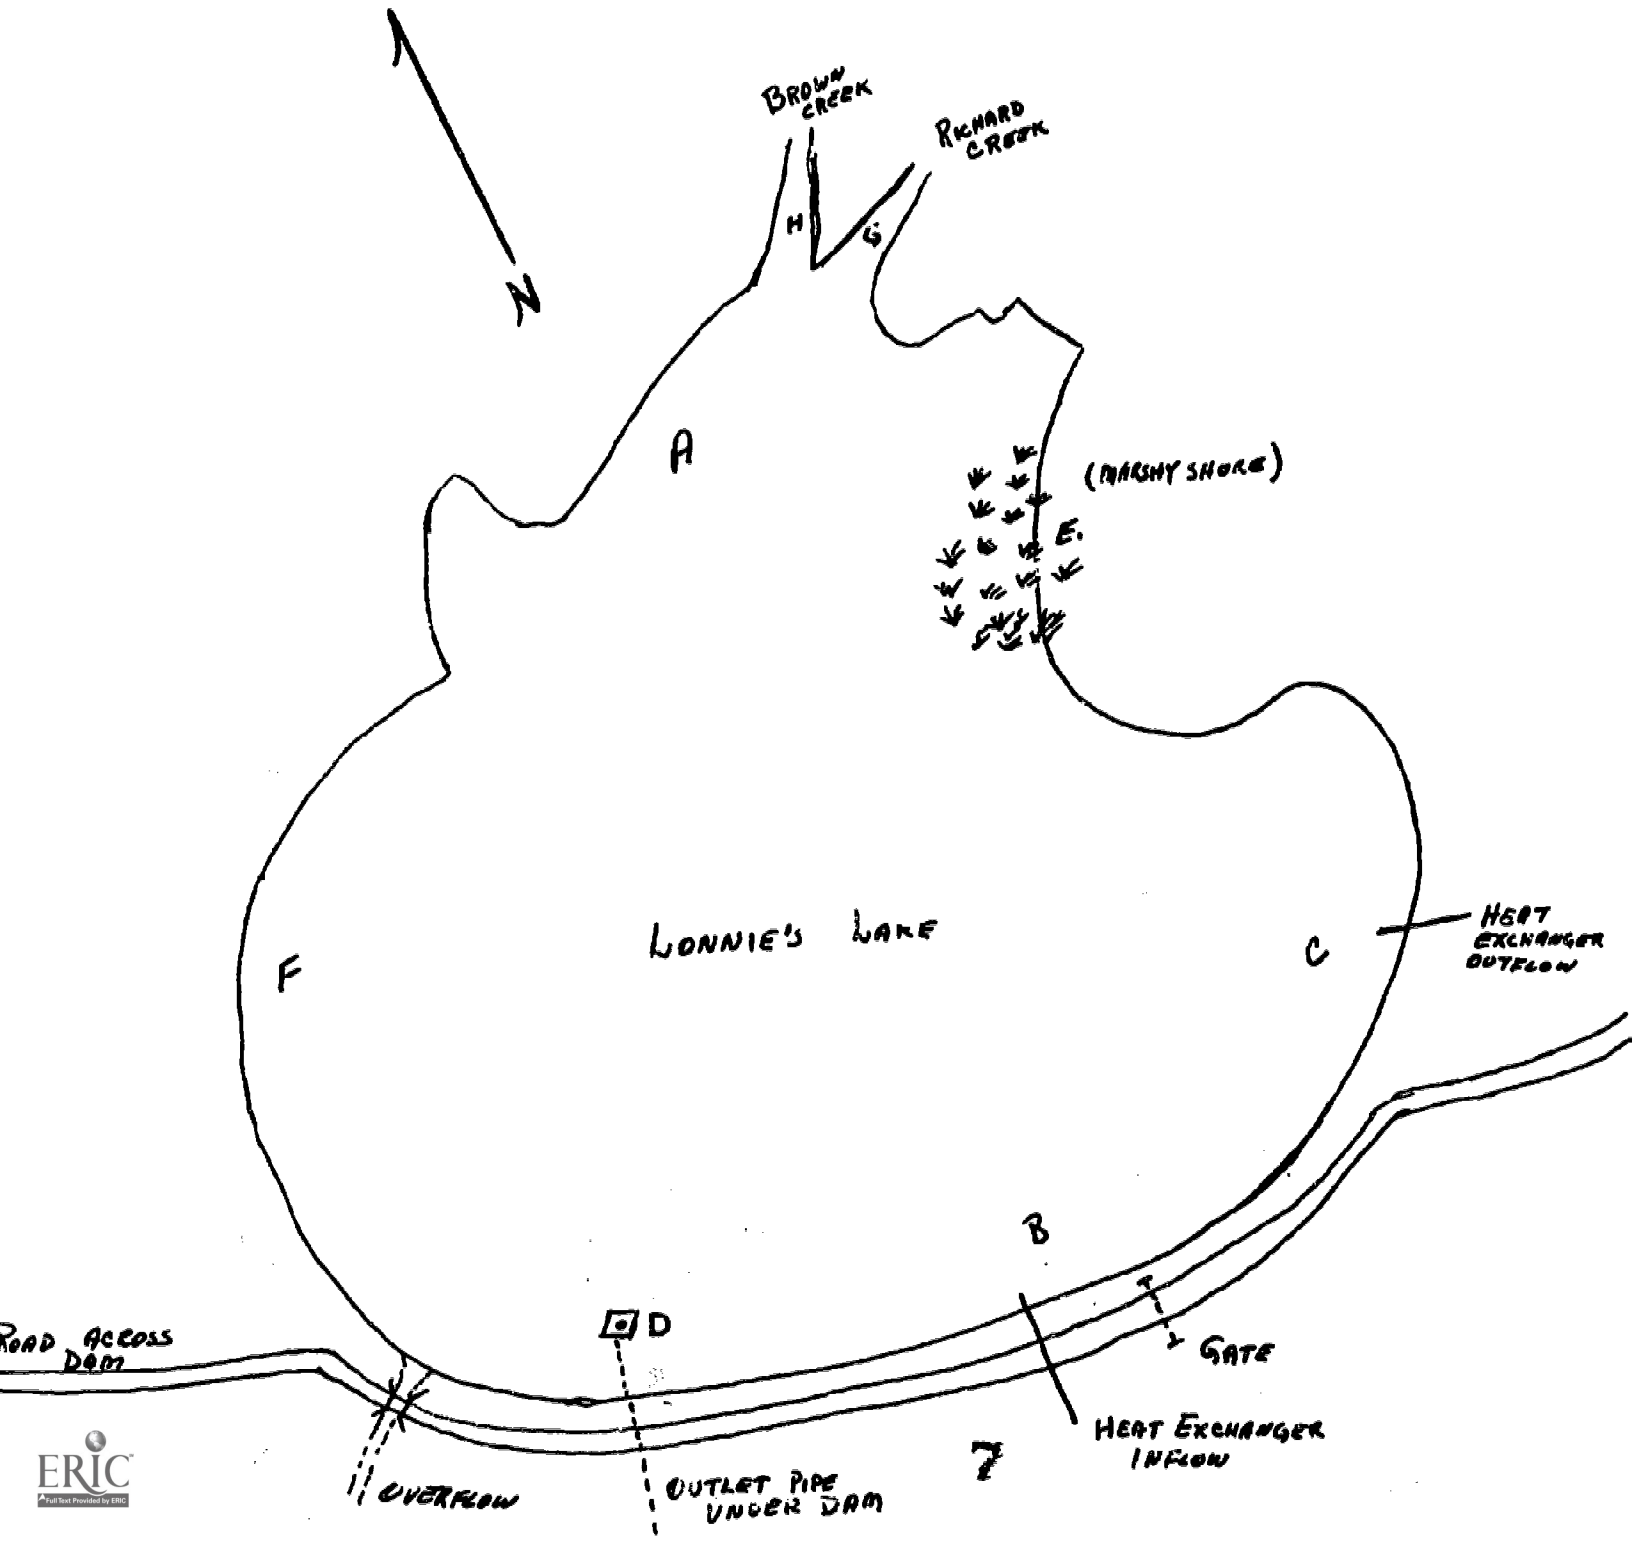 BROWN
CREEK
RICHARD
CREEK
H
G
N
A
(MARSHY SHORE)
E.
LONNIE'S LAKE
F
C
HEAT
EXCHANGER
OUTFLOW
B
D
ROAD ACROSS
DAM
GATE
HEAT EXCHANGER
INFLOW
7
OUTLET PIPE
UNDER DAM
OVERFLOW
ERIC
Full Text Provided by ERIC